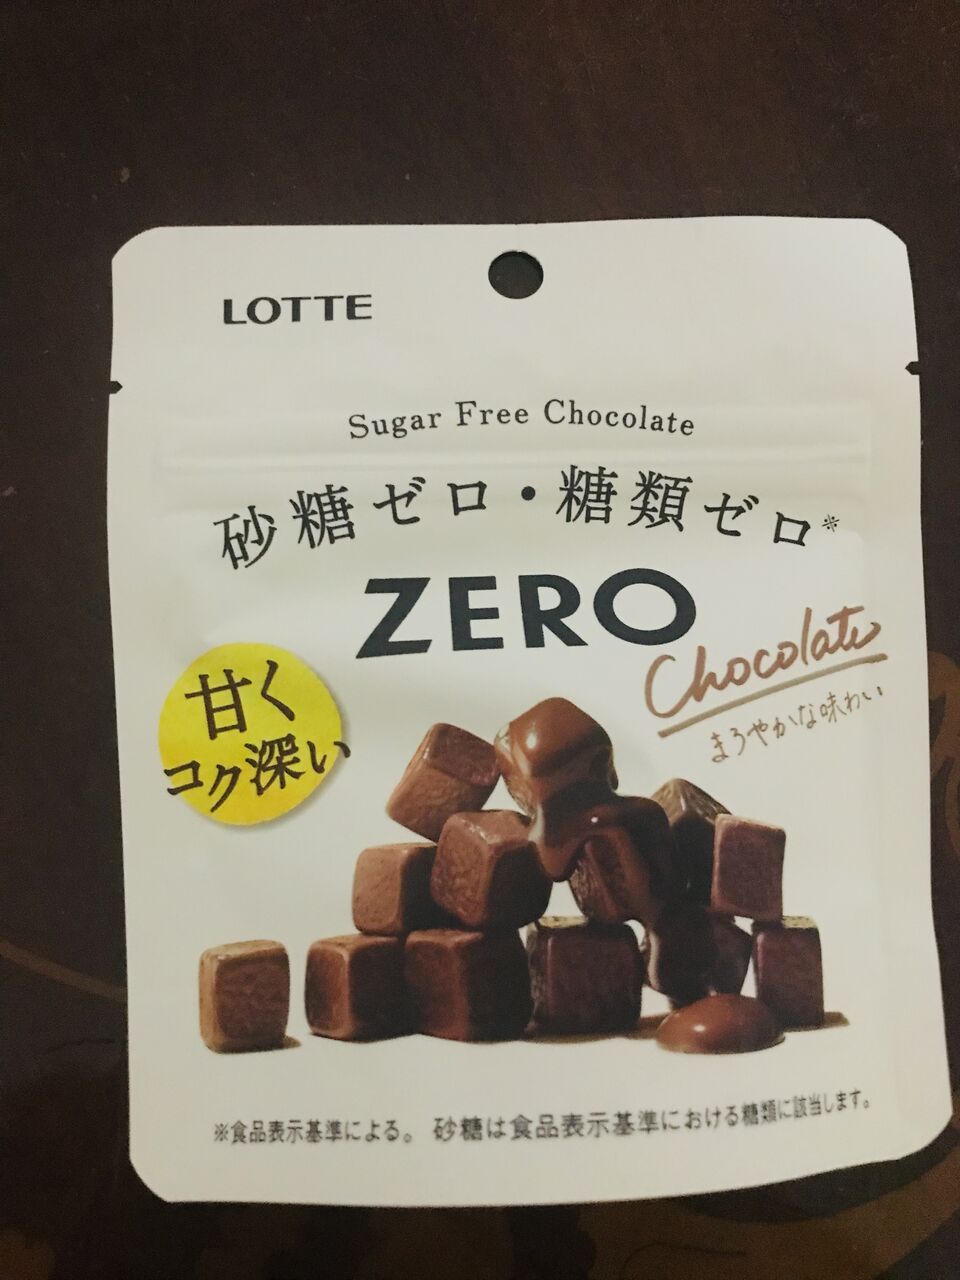 LOTTE
Sugar Free Chocolate
砂糖ゼロ・糖類ゼロ※
ZERO
Chocolate
まろやかな味わい
甘く
コク深い
※食品表示基準による。 砂糖は食品表示基準における糖類に該当します。